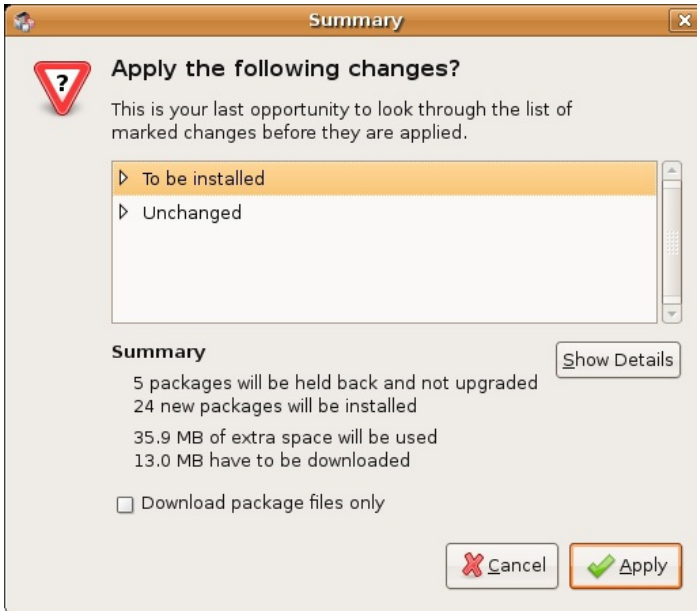 Summary
?
Apply the following changes?
This is your last opportunity to look through the list of
marked changes before they are applied.
To be installed
Unchanged
Summary
Show Details
5 packages will be held back and not upgraded
24 new packages will be installed
35.9 MB of extra space will be used
13.0 MB have to be downloaded
Download package files only
Cancel
Apply